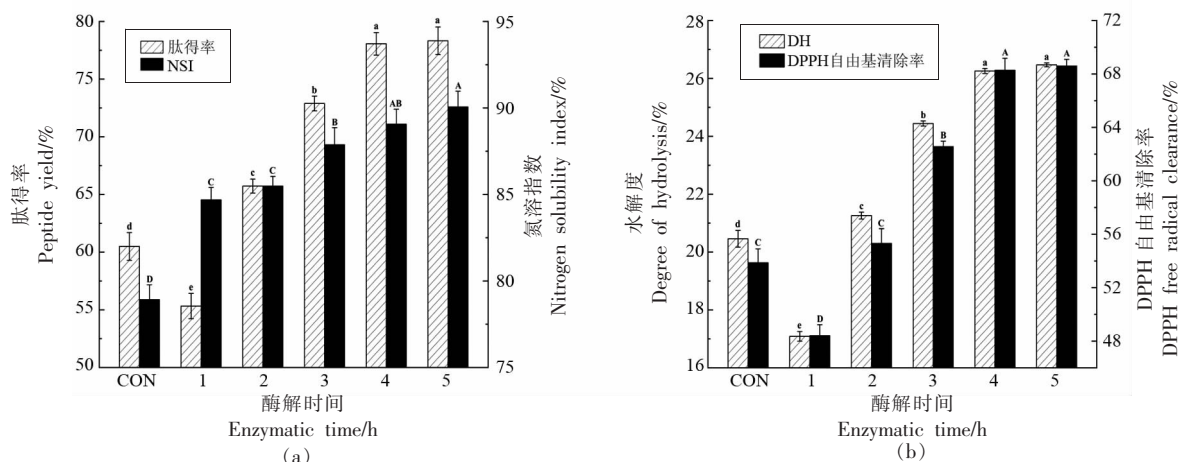 80
75
70
65
60
55
50
肽得率
Peptide yield/%
肽得率
NSI
d
D
e
C
c
C
b
B
a
AB
a
A
95
90
85
80
75
氮溶指数
Nitrogen solubility index/%
CON 1 2 3 4 5
酶解时间
Enzymatic time/h
(a)
28
26
24
22
20
18
16
水解度
Degree of hydrolysis/%
DH
DPPH自由基清除率
d
C
e
D
c
C
b
B
a
A
a
A
72
68
64
60
56
52
48
DPPH自由基清除率
DPPH free radical clearance/%
CON 1 2 3 4 5
酶解时间
Enzymatic time/h
(b)